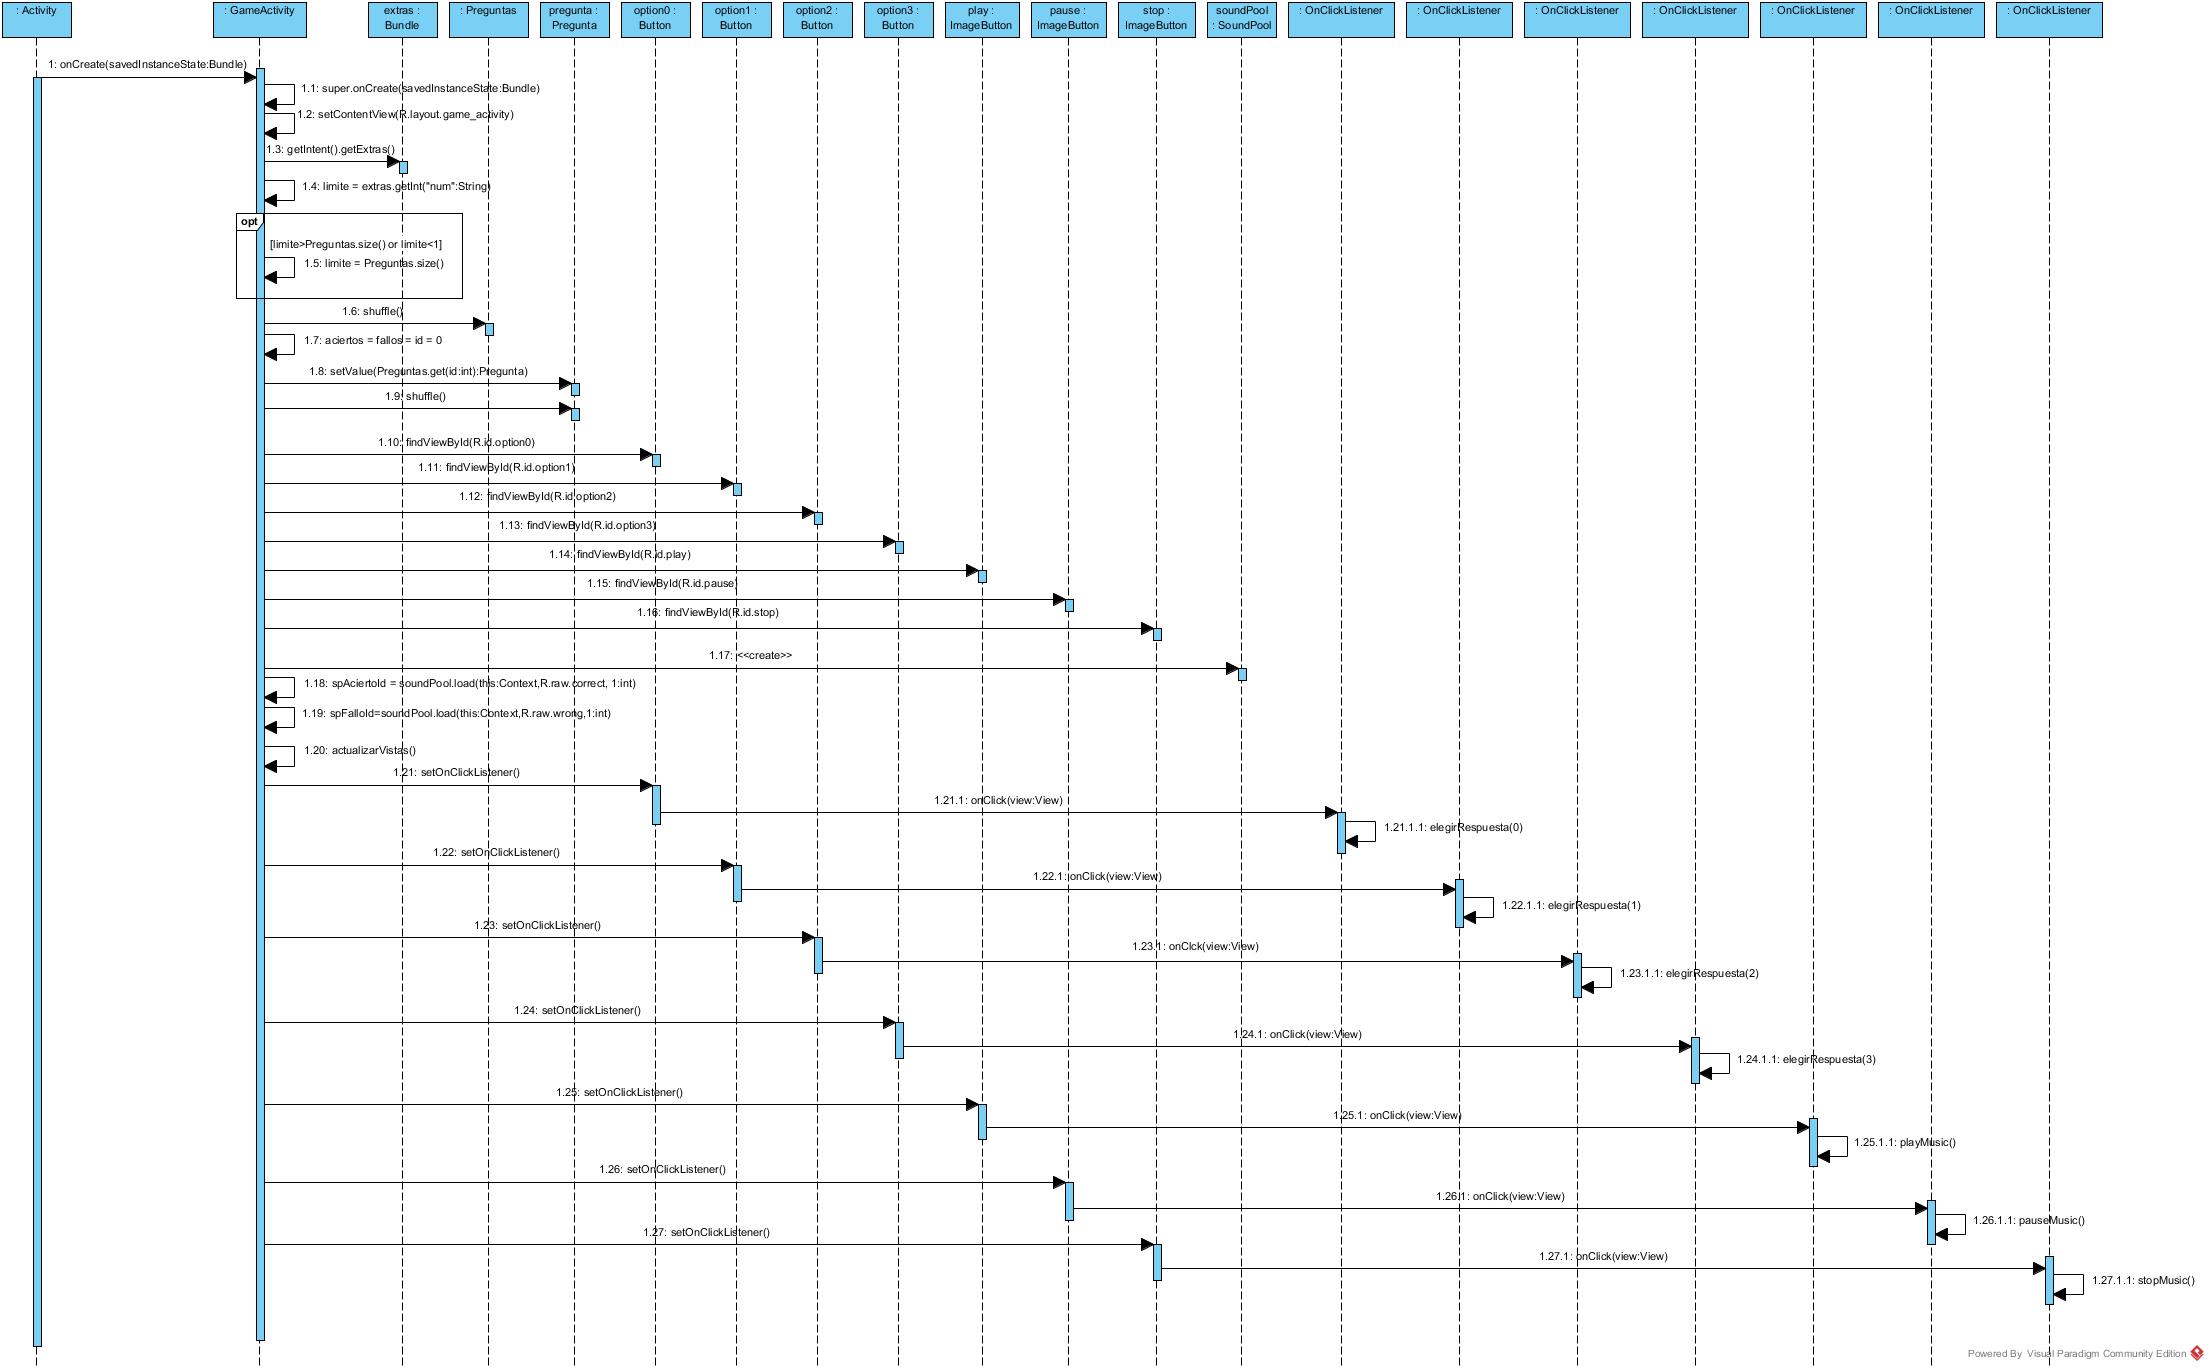 : Activity
: GameActivity
extras :
Bundle
: Preguntas
pregunta :
Pregunta
option0 :
Button
option1 :
Button
option2 :
Button
option3 :
Button
play :
ImageButton
pause :
ImageButton
stop :
ImageButton
soundPool
: SoundPool
: OnClickListener
: OnClickListener
: OnClickListener
: OnClickListener
: OnClickListener
: OnClickListener
: OnClickListener
1: onCreate(savedInstanceState:Bundle)
1.1: super.onCreate(savedInstanceState:Bundle)
1.2: setContentView(R.layout.game_activity)
1.3: getIntent().getExtras()
1.4: limite = extras.getInt("num":String)
opt
[limite>Preguntas.size() or limite<1]
1.5: limite = Preguntas.size()
1.6: shuffle()
1.7: aciertos = fallos = id = 0
1.8: setValue(Preguntas.get(id:int):Pregunta)
1.9: shuffle()
1.10: findViewById(R.id.option0)
1.11: findViewById(R.id.option1)
1.12: findViewById(R.id.option2)
1.13: findViewById(R.id.option3)
1.14: findViewById(R.id.play)
1.15: findViewById(R.id.pause)
1.16: findViewById(R.id.stop)
1.17: <<create>>
1.18: spAciertoId = soundPool.load(this:Context,R.raw.correct, 1:int)
1.19: spFalloId=soundPool.load(this:Context,R.raw.wrong,1:int)
1.20: actualizarVistas()
1.21: setOnClickListener()
1.21.1: onClick(view:View)
1.21.1.1: elegirRespuesta(0)
1.22: setOnClickListener()
1.22.1: onClick(view:View)
1.22.1.1: elegirRespuesta(1)
1.23: setOnClickListener()
1.23.1: onClck(view:View)
1.23.1.1: elegirRespuesta(2)
1.24: setOnClickListener()
1.24.1: onClick(view:View)
1.24.1.1: elegirRespuesta(3)
1.25: setOnClickListener()
1.25.1: onClick(view:View)
1.25.1.1: playMusic()
1.26: setOnClickListener()
1.26.1: onClick(view:View)
1.26.1.1: pauseMusic()
1.27: setOnClickListener()
1.27.1: onClick(view:View)
1.27.1.1: stopMusic()
Powered By Visual Paradigm Community Edition